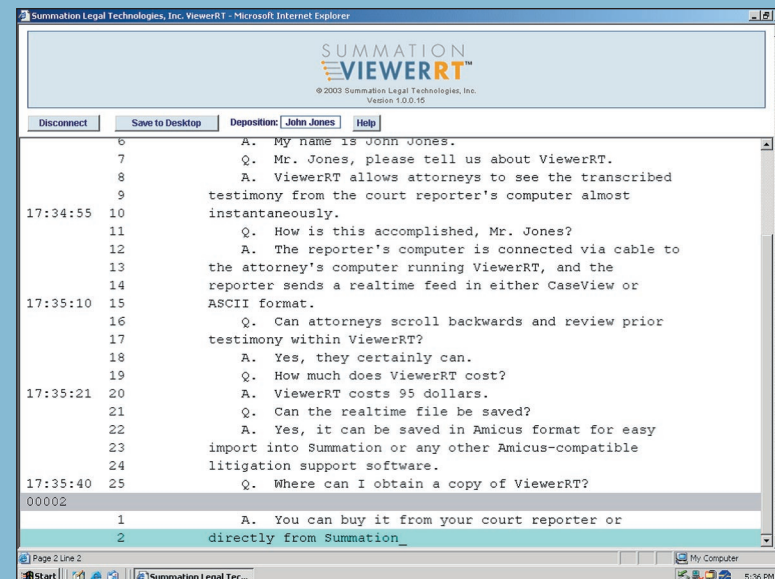 Summation Legal Technologies, Inc. ViewerRT - Microsoft Internet Explorer
SUMMATION
VIEWERRT™
© 2003 Summation Legal Technologies, Inc.
Version 1.0.0.15
Disconnect Save to Desktop Deposition: John Jones Help
6 A. My name is John Jones.
7 Q. Mr. Jones, please tell us about ViewerRT.
8 A. ViewerRT allows attorneys to see the transcribed
9 testimony from the court reporter's computer almost
17:34:55 10 instantaneously.
11 Q. How is this accomplished, Mr. Jones?
12 A. The reporter's computer is connected via cable to
13 the attorney's computer running ViewerRT, and the
14 reporter sends a realtime feed in either CaseView or
17:35:10 15 ASCII format.
16 Q. Can attorneys scroll backwards and review prior
17 testimony within ViewerRT?
18 A. Yes, they certainly can.
19 Q. How much does ViewerRT cost?
17:35:21 20 A. ViewerRT costs 95 dollars.
21 Q. Can the realtime file be saved?
22 A. Yes, it can be saved in Amicus format for easy
23 import into Summation or any other Amicus-compatible
24 litigation support software.
17:35:40 25 Q. Where can I obtain a copy of ViewerRT?
00002
1 A. You can buy it from your court reporter or
2 directly from Summation_
Page 2 Line 2 My Computer
Start Summation Legal Tec... 5:36 PM